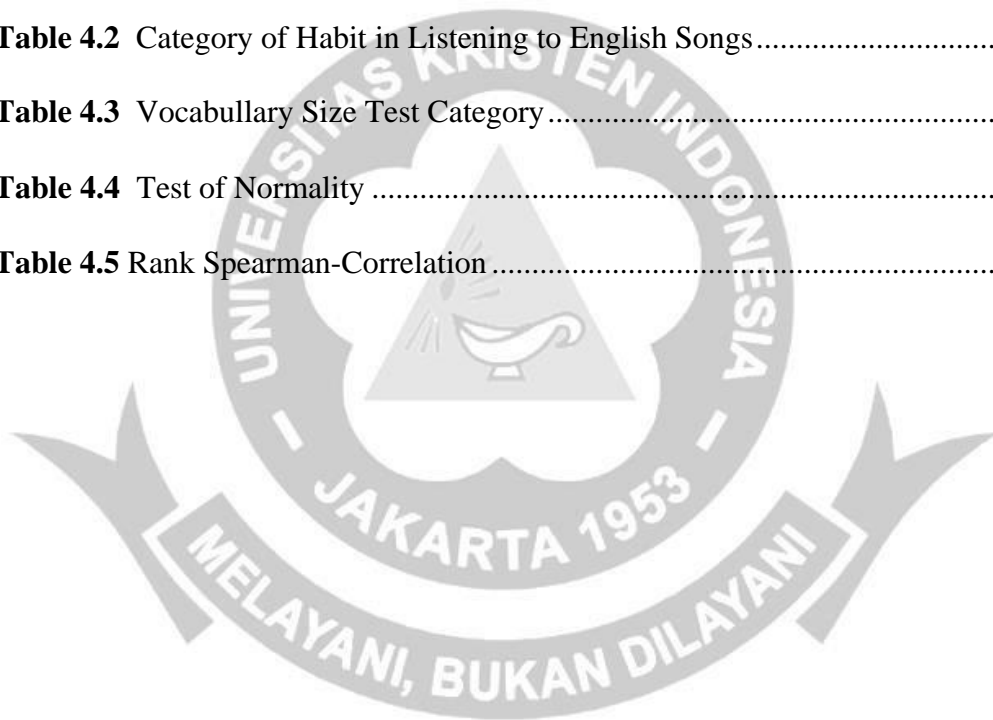 Table 4.2 Category of Habit in Listening to English Songs..............................
Table 4.3 Vocabullary Size Test Category.........................................................
Table 4.4 Test of Normality ...............................................................................
Table 4.5 Rank Spearman-Correlation................................................................
UNIVERSITAS KRISTEN INDONESIA
- JAKARTA 1953 -
MELAYANI, BUKAN DILAYANI